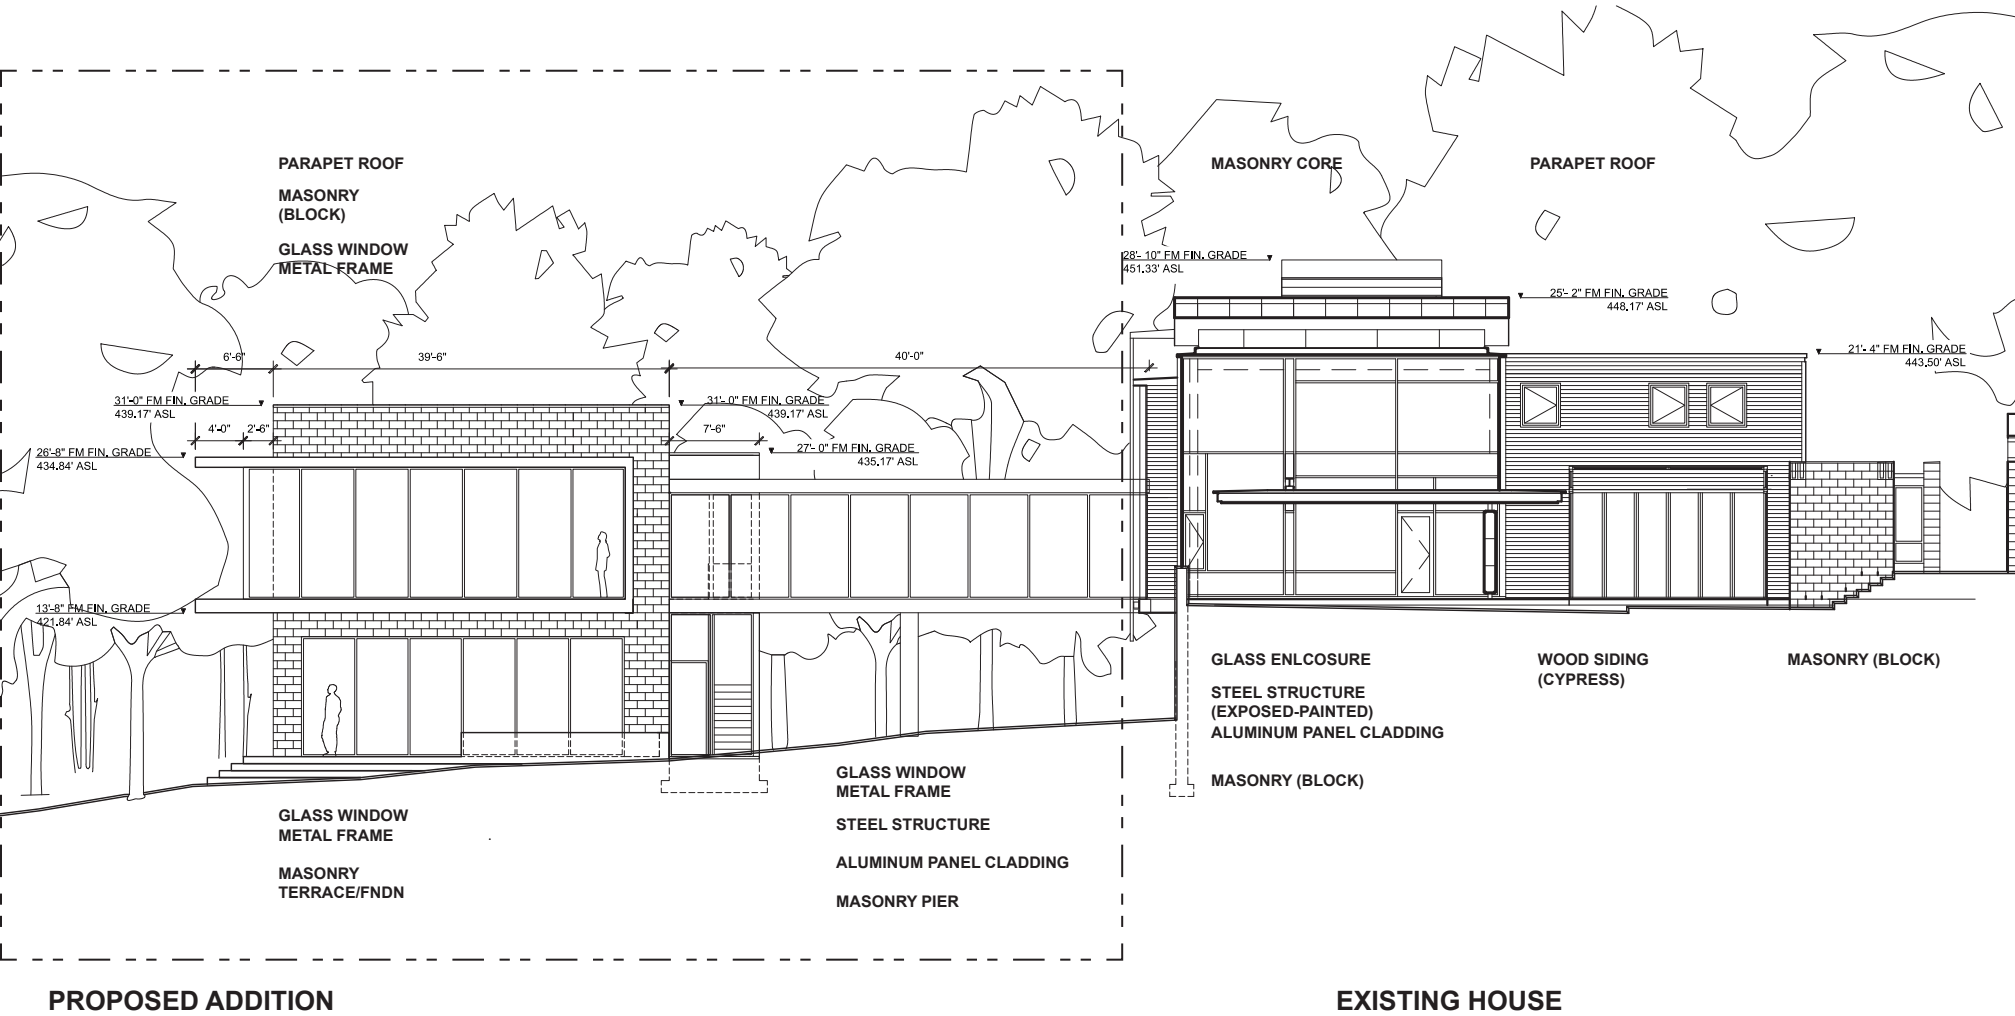 PARAPET ROOF
MASONRY
(BLOCK)
GLASS WINDOW
METAL FRAME
MASONRY CORE
PARAPET ROOF
28'- 10" FM FIN. GRADE
451.33' ASL
25'- 2" FM FIN. GRADE
448.17' ASL
21'- 4" FM FIN. GRADE
443.50' ASL
6'-6"
39'-6"
40'-0"
31'-0" FM FIN. GRADE
439.17' ASL
31'- 0" FM FIN. GRADE
439.17' ASL
4'-0"
2'-6"
7'-6"
26'-8" FM FIN. GRADE
434.84' ASL
27'- 0" FM FIN. GRADE
435.17' ASL
13'-8" FM FIN. GRADE
421.84' ASL
GLASS ENLCOSURE
STEEL STRUCTURE
(EXPOSED-PAINTED)
ALUMINUM PANEL CLADDING
MASONRY (BLOCK)
WOOD SIDING
(CYPRESS)
MASONRY (BLOCK)
GLASS WINDOW
METAL FRAME
MASONRY
TERRACE/FNDN
GLASS WINDOW
METAL FRAME
STEEL STRUCTURE
ALUMINUM PANEL CLADDING
MASONRY PIER
PROPOSED ADDITION
EXISTING HOUSE